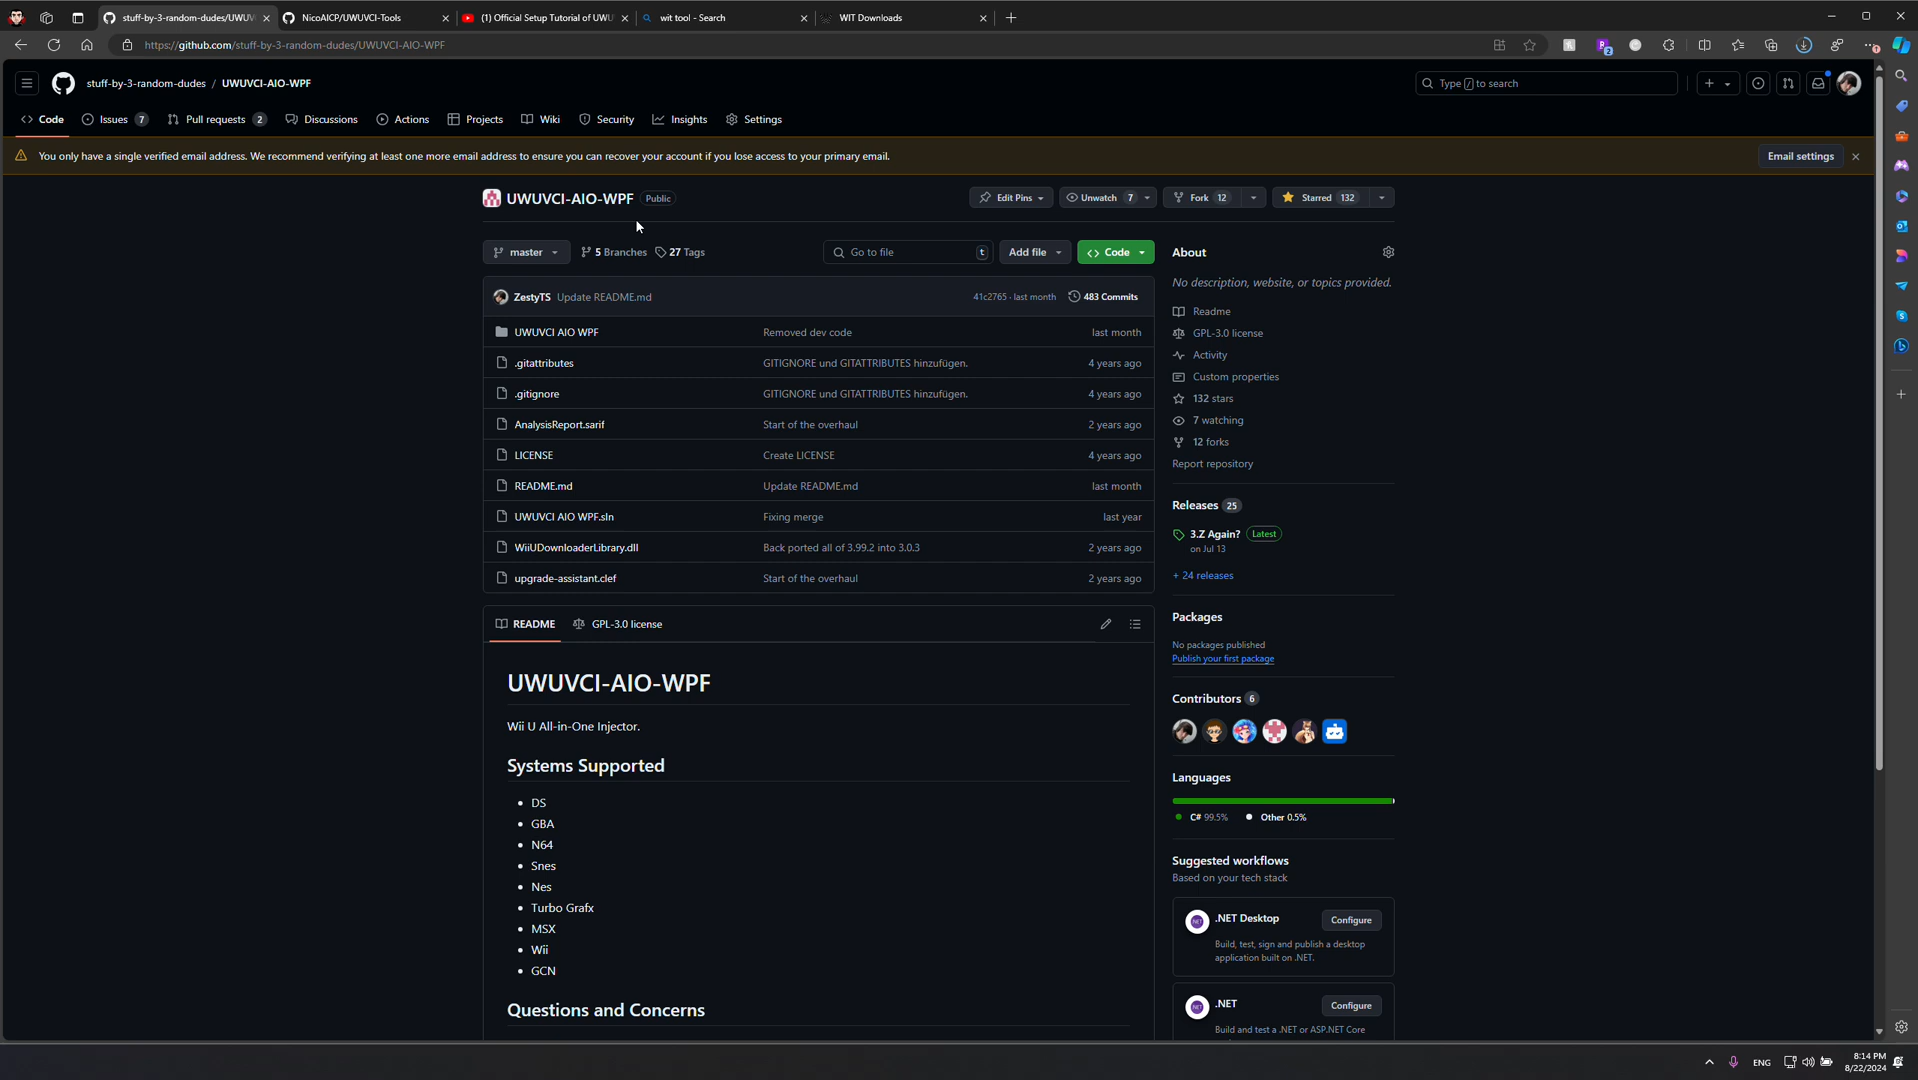 stuff-by-3-random-dudes/UWUV
NicoAICP/UWUVCI-Tools
(1) Official Setup Tutorial of UWU
wit tool - Search
WIT Downloads
https://github.com/stuff-by-3-random-dudes/UWUVCI-AIO-WPF
stuff-by-3-random-dudes / UWUVCI-AIO-WPF
Type / to search
Code
Issues 7
Pull requests 2
Discussions
Actions
Projects
Wiki
Security
Insights
Settings
You only have a single verified email address. We recommend verifying at least one more email address to ensure you can recover your account if you lose access to your primary email.
Email settings
UWUVCI-AIO-WPF Public
Edit Pins
Unwatch 7
Fork 12
Starred 132
master
5 Branches
27 Tags
Go to file t
Add file
Code
ZestyTS Update README.md
41c2765 · last month
483 Commits
UWUVCI AIO WPF Removed dev code last month
.gitattributes GITIGNORE und GITATTRIBUTES hinzufügen. 4 years ago
.gitignore GITIGNORE und GITATTRIBUTES hinzufügen. 4 years ago
AnalysisReport.sarif Start of the overhaul 2 years ago
LICENSE Create LICENSE 4 years ago
README.md Update README.md last month
UWUVCI AIO WPF.sln Fixing merge last year
WiiUDownloaderLibrary.dll Back ported all of 3.99.2 into 3.0.3 2 years ago
upgrade-assistant.clef Start of the overhaul 2 years ago
README
GPL-3.0 license
UWUVCI-AIO-WPF
Wii U All-in-One Injector.
Systems Supported
DS
GBA
N64
Snes
Nes
Turbo Grafx
MSX
Wii
GCN
Questions and Concerns
About
No description, website, or topics provided.
Readme
GPL-3.0 license
Activity
Custom properties
132 stars
7 watching
12 forks
Report repository
Releases 25
3.Z Again? Latest
on Jul 13
+ 24 releases
Packages
No packages published
Publish your first package
Contributors 6
Languages
C# 99.5%
Other 0.5%
Suggested workflows
Based on your tech stack
.NET Desktop
Configure
Build, test, sign and publish a desktop
application built on .NET.
.NET
Configure
Build and test a .NET or ASP.NET Core
ENG
8:14 PM
8/22/2024